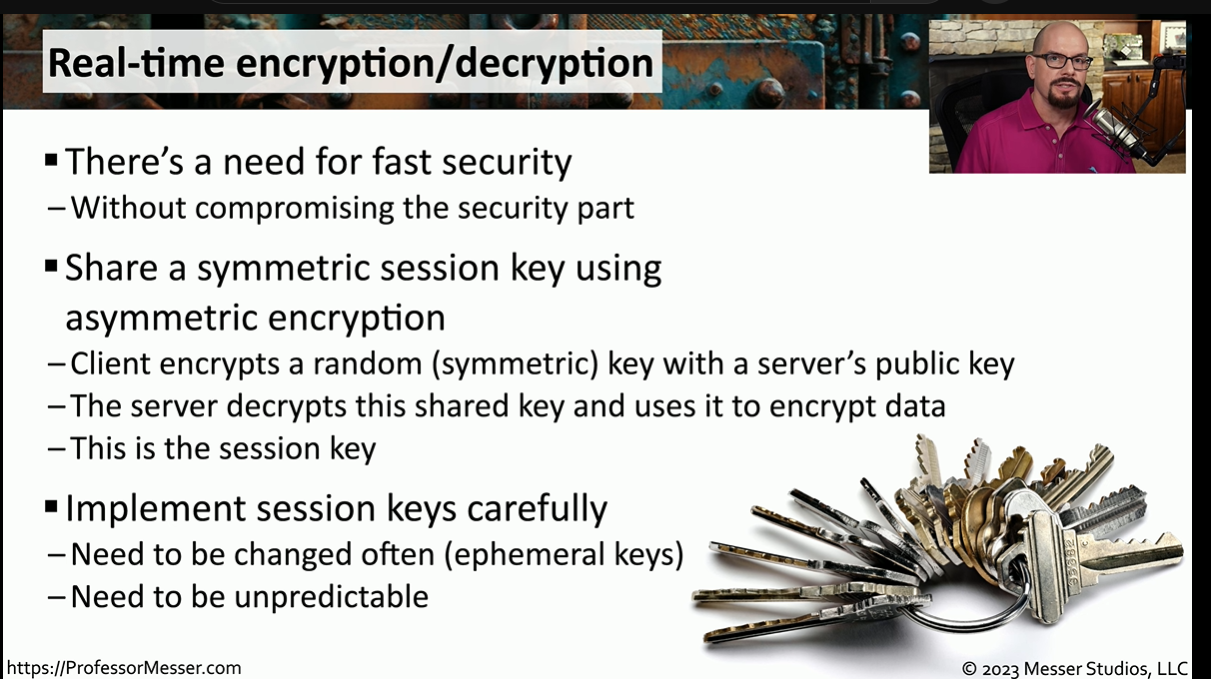 Real-time encryption/decryption
▪ There's a need for fast security
– Without compromising the security part
▪ Share a symmetric session key using
asymmetric encryption
– Client encrypts a random (symmetric) key with a server's public key
– The server decrypts this shared key and uses it to encrypt data
– This is the session key
▪ Implement session keys carefully
– Need to be changed often (ephemeral keys)
– Need to be unpredictable
https://ProfessorMesser.com
© 2023 Messer Studios, LLC